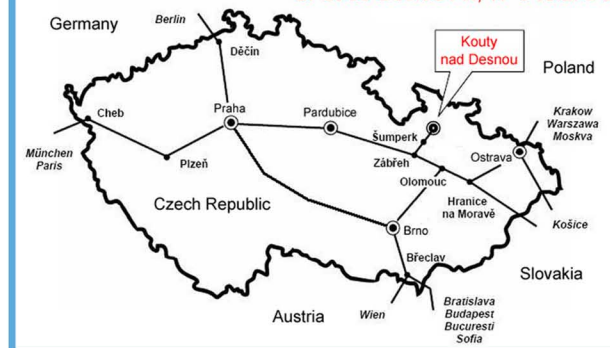 Germany
Berlin
Děčín
Kouty
nad Desnou
Poland
Cheb
Praha
Pardubice
Krakow
Warszawa
Moskva
München
Paris
Plzeň
Šumperk
Zábřeh
Ostrava
Olomouc
Hranice
na Moravě
Czech Republic
Košice
Brno
Břeclav
Slovakia
Austria
Wien
Bratislava
Budapest
Bucuresti
Sofia